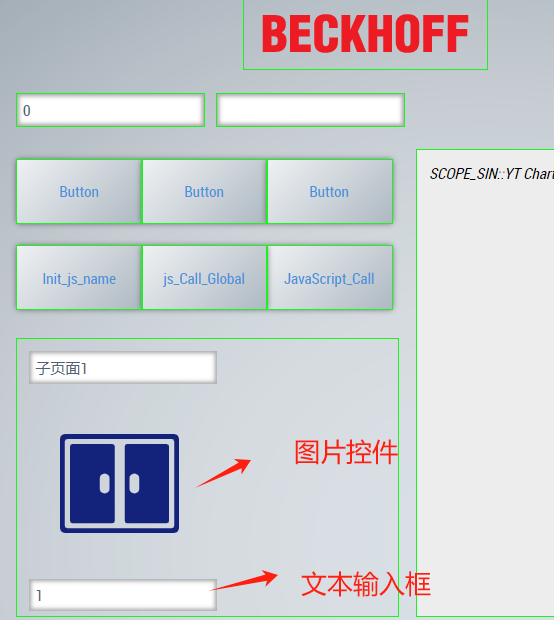 BECKHOFF
0
Button Button Button
SCOPE_SIN::YT Chart
Init_js_name js_Call_Global JavaScript_Call
子页面1
图片控件
文本输入框
1